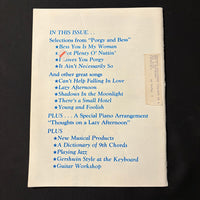 IN THIS ISSUE . . .
Selections from "Porgy and Bess"
★Bess You Is My Woman
Plenty O' Nuttin'
Loves You Porgy
★It Ain't Necessarily So
And other great songs
★Can't Help Falling In Love
★Lazy Afternoon
★Shadows In the Moonlight
★There's a Small Hotel
★Young and Foolish
PLUS . . . A Special Piano Arrangement
"Thoughts on a Lazy Afternoon"
PLUS
★New Musical Products
★A Dictionary of 9th Chords
★Playing Jazz
★Gershwin Style at the Keyboard
★Guitar Workshop